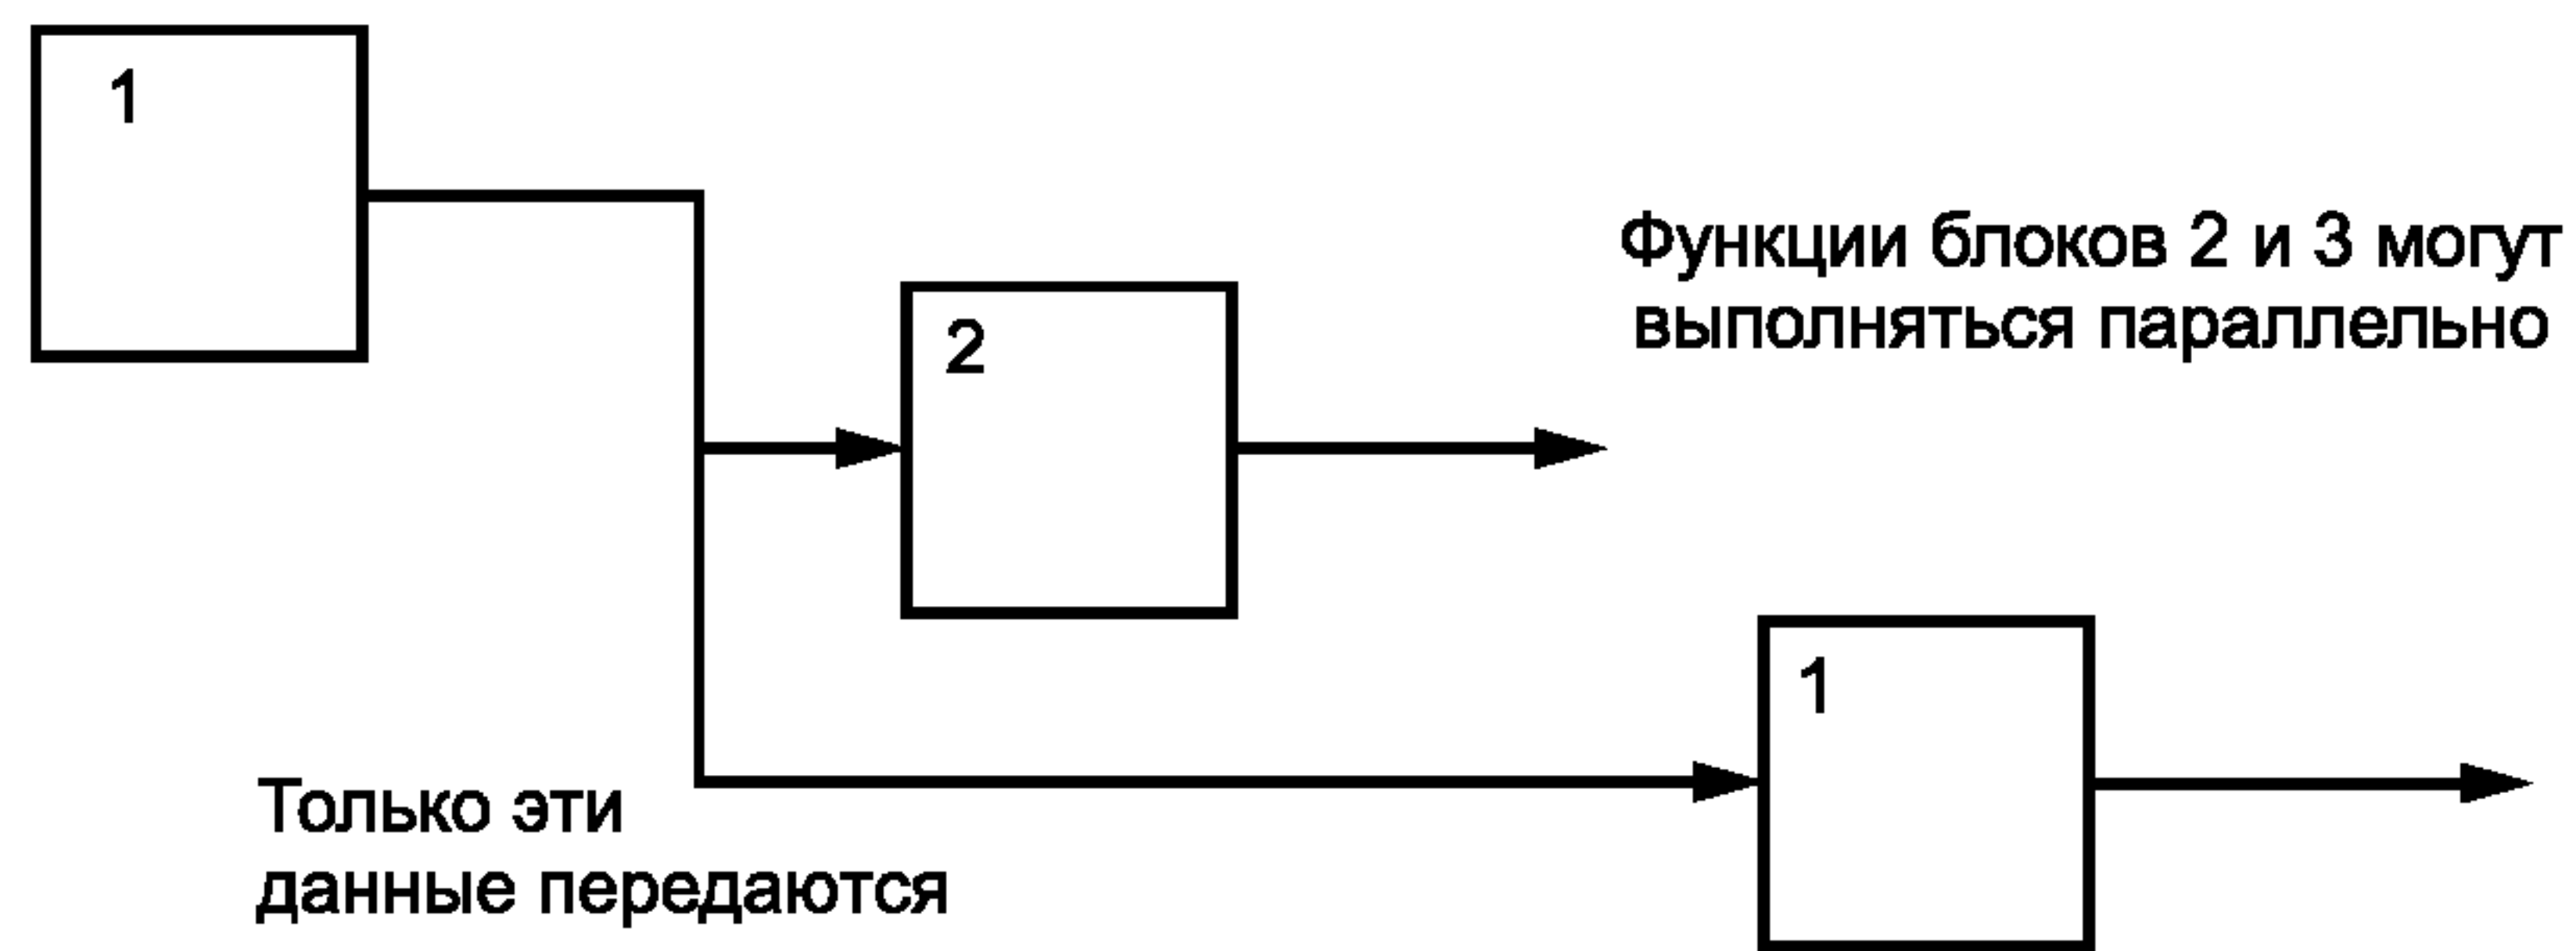 1
Функции блоков 2 и 3 могут
выполняться параллельно
2
1
Только эти
данные передаются